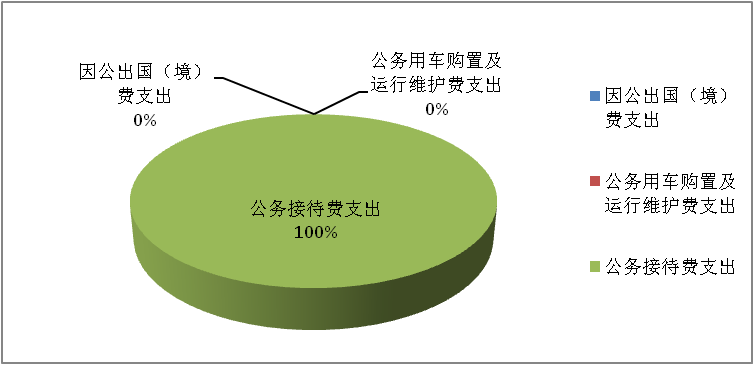 因公出国（境）
费支出
0%
公务用车购置及
运行维护费支出
0%
公务接待费支出
100%
因公出国（境）
费支出
公务用车购置及
运行维护费支出
公务接待费支出